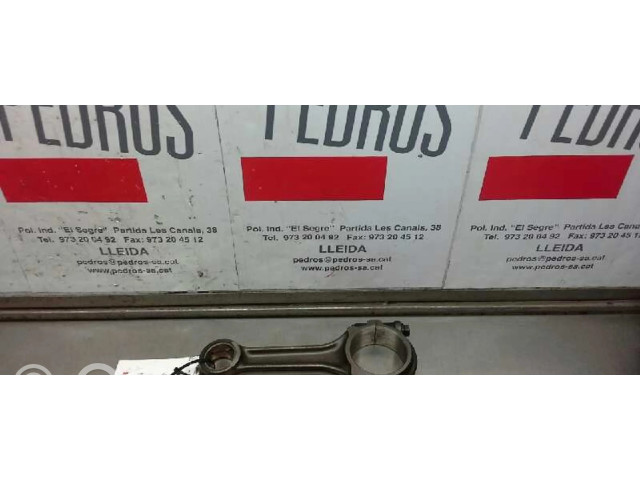 PEDROS
PEDROS
PEDROS
Pol. Ind. "El Segre" Partida Les Canals, 38
Tel. 973 20 04 92 Fax: 973 20 45 12
LLEIDA
pedros@pedros-sa.cat
www.pedros-sa.cat
Pol. Ind. "El Segre" Partida Les Canals, 38
Tel. 973 20 04 92 Fax: 973 20 45 12
LLEIDA
pedros@pedros-sa.cat
www.pedros-sa.cat
Pol. Ind. "El Segre" Partida Les Canals, 38
Tel. 973 20 04 92 Fax: 973 20 45 12
LLEIDA
pedros@pedros-sa.cat
www.pedros-sa.cat